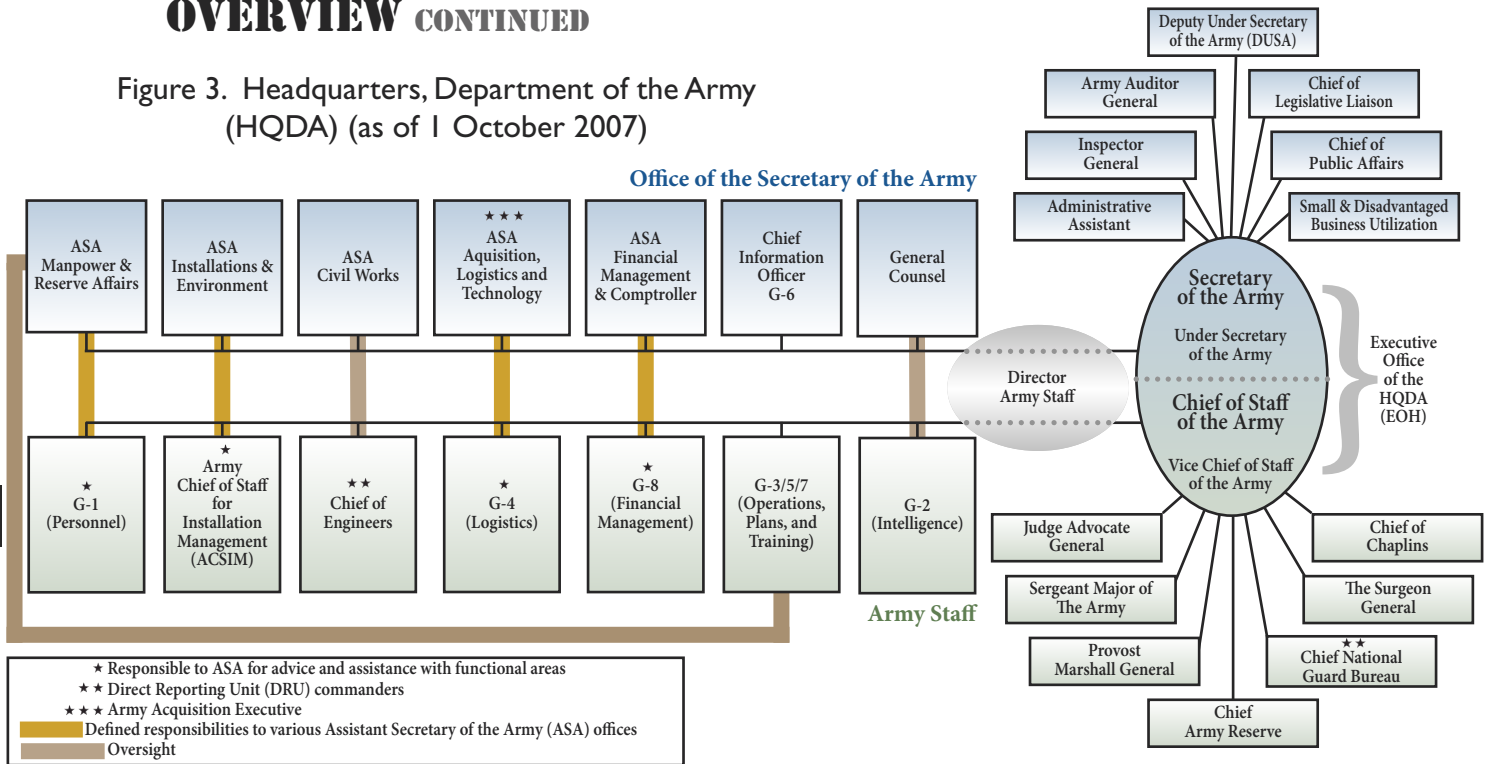 OVERVIEW CONTINUED
Figure 3. Headquarters, Department of the Army
(HQDA) (as of 1 October 2007)
Office of the Secretary of the Army
ASA
Manpower &
Reserve Affairs
ASA
Installations &
Environment
ASA
Civil Works
★ ★ ★
ASA
Aquisition,
Logistics and
Technology
ASA
Financial
Management
& Comptroller
Chief
Information
Officer
G-6
General
Counsel
★
G-1
(Personnel)
★
Army
Chief of Staff
for
Installation
Management
(ACSIM)
★ ★
Chief of
Engineers
★
G-4
(Logistics)
★
G-8
(Financial
Management)
G-3/5/7
(Operations,
Plans, and
Training)
G-2
(Intelligence)
Army Staff
Director
Army Staff
Deputy Under Secretary
of the Army (DUSA)
Army Auditor
General
Chief of
Legislative Liaison
Inspector
General
Chief of
Public Affairs
Administrative
Assistant
Small & Disadvantaged
Business Utilization
Secretary
of the Army
Under Secretary
of the Army
Chief of Staff
of the Army
Vice Chief of Staff
of the Army
Executive
Office
of the
HQDA
(EOH)
Judge Advocate
General
Chief of
Chaplins
Sergeant Major of
The Army
The Surgeon
General
Provost
Marshall General
★ ★
Chief National
Guard Bureau
Chief
Army Reserve
★ Responsible to ASA for advice and assistance with functional areas
★ ★ Direct Reporting Unit (DRU) commanders
★ ★ ★ Army Acquisition Executive
Defined responsibilities to various Assistant Secretary of the Army (ASA) offices
Oversight